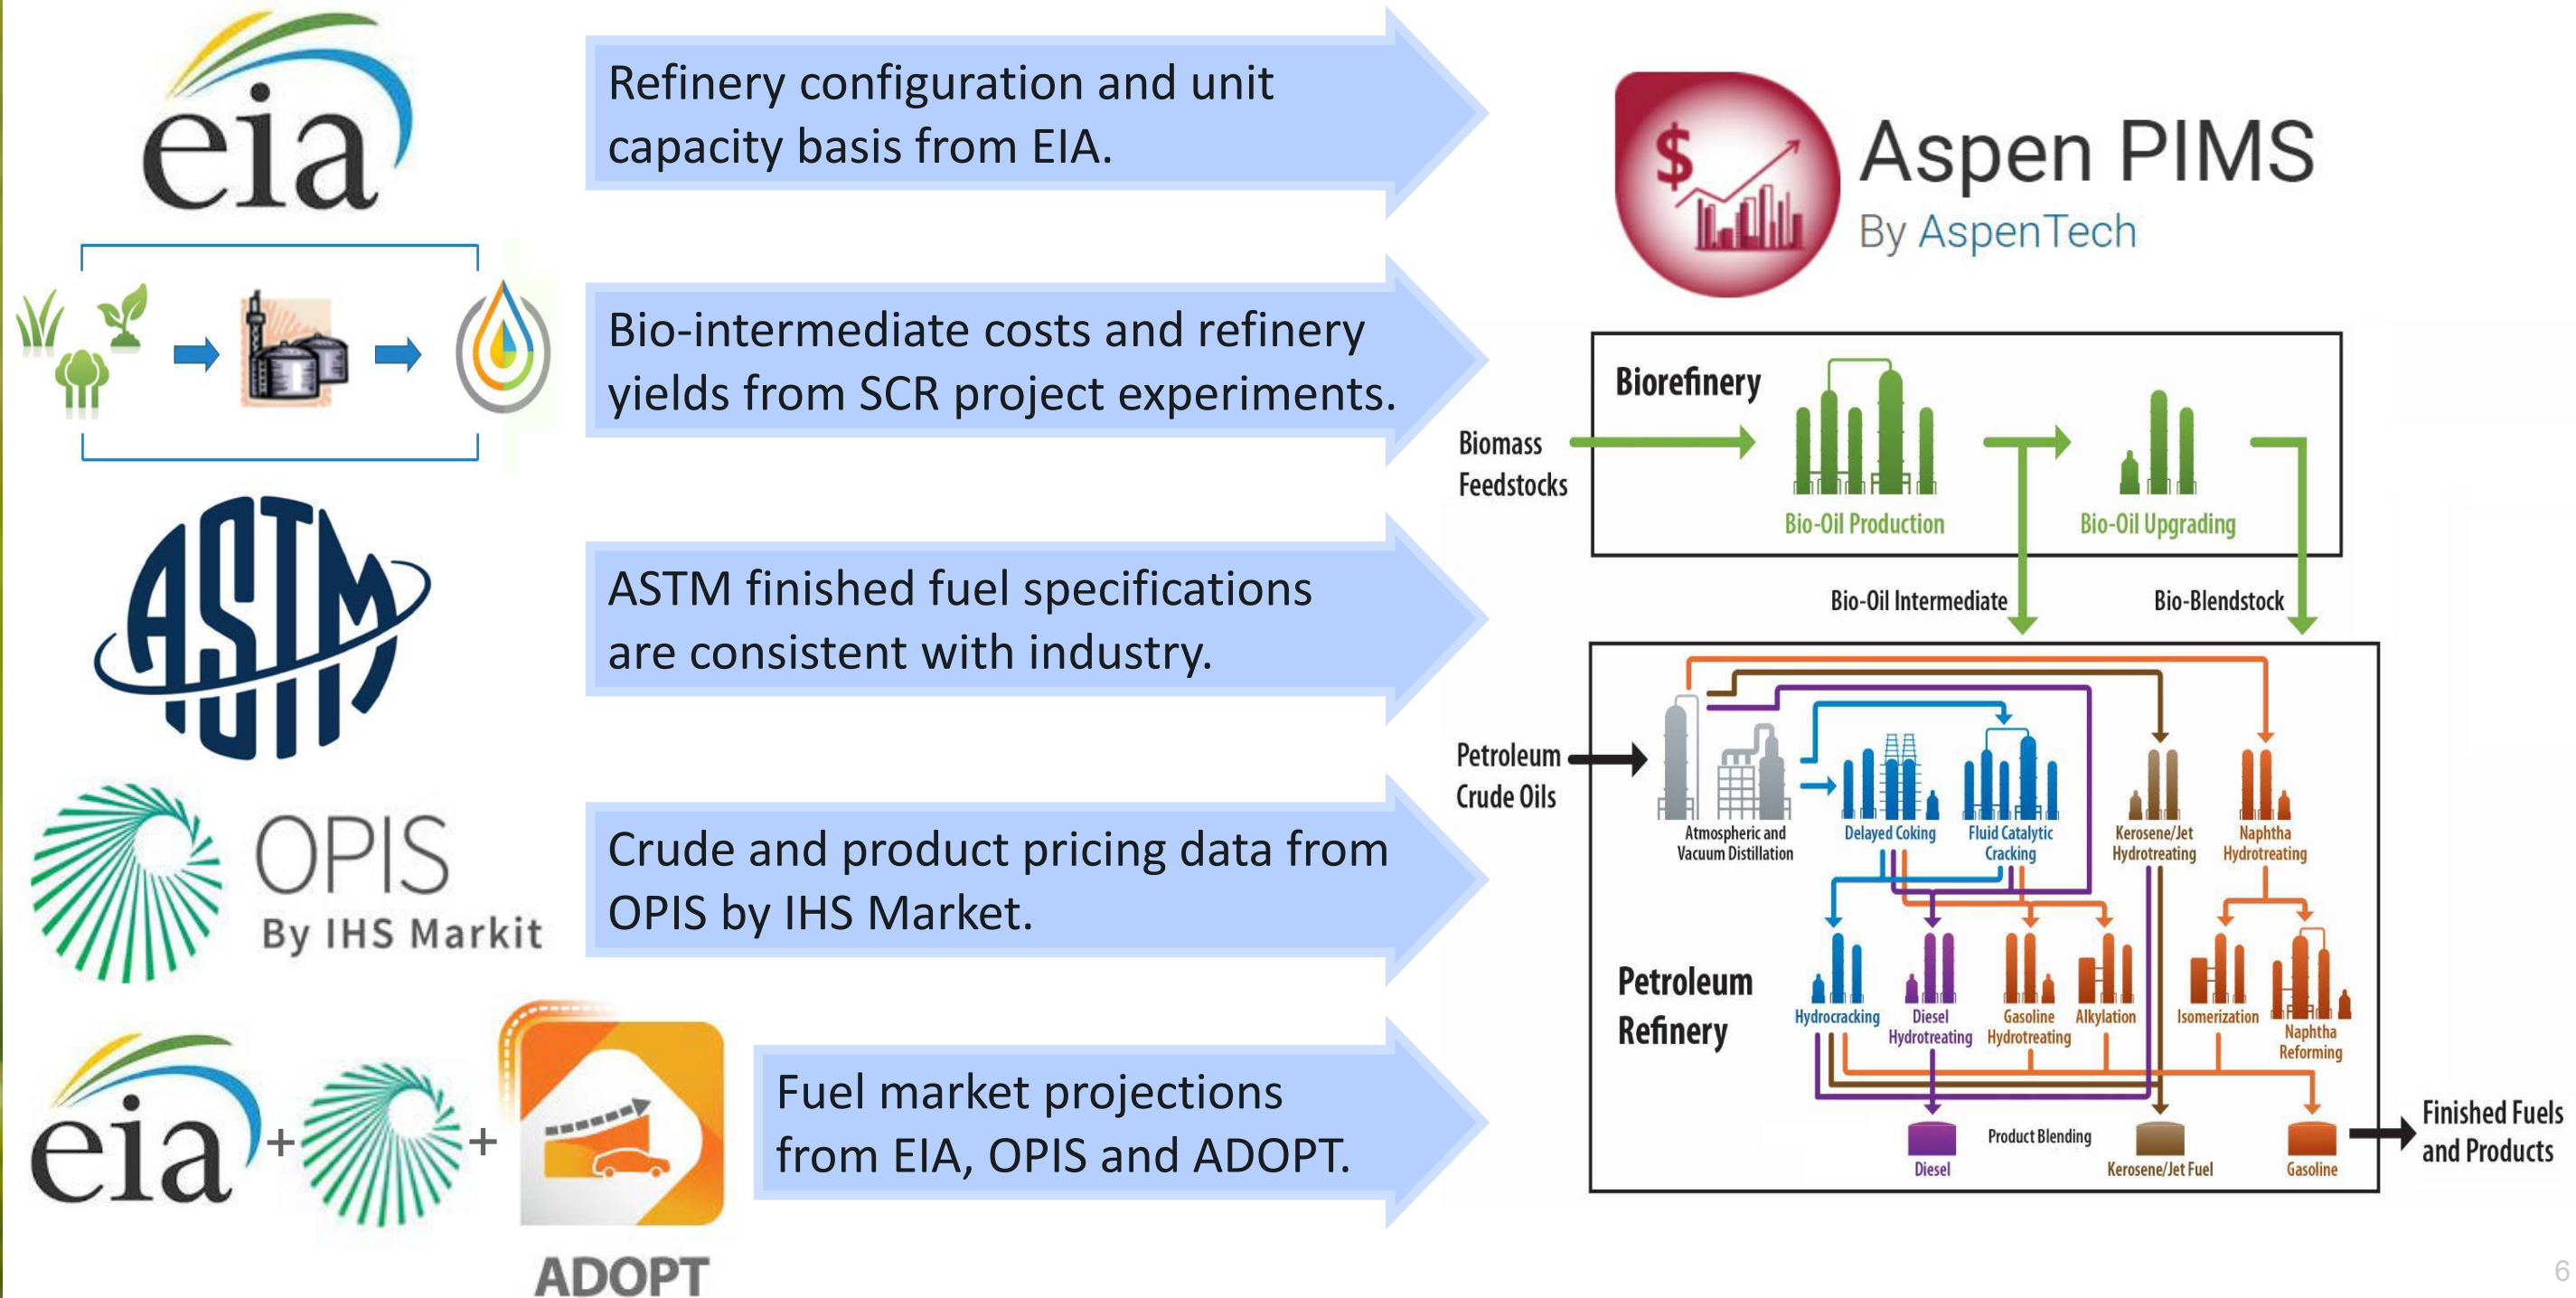 eia
Refinery configuration and unit
capacity basis from EIA.
$
Aspen PIMS
By AspenTech
Bio-intermediate costs and refinery
yields from SCR project experiments.
Biorefinery
Biomass
Feedstocks
Bio-Oil Production
Bio-Oil Upgrading
Bio-Oil Intermediate
Bio-Blendstock
ASTM
ASTM finished fuel specifications
are consistent with industry.
OPIS
By IHS Markit
Crude and product pricing data from
OPIS by IHS Market.
Petroleum
Crude Oils
Atmospheric and
Vacuum Distillation
Delayed Coking
Fluid Catalytic
Cracking
Kerosene/Jet
Hydrotreating
Naphtha
Hydrotreating
Petroleum
Refinery
Hydrocracking
Diesel
Hydrotreating
Gasoline
Hydrotreating
Alkylation
Isomerization
Naphtha
Reforming
Product Blending
Diesel
Kerosene/Jet Fuel
Gasoline
Finished Fuels
and Products
eia + +
ADOPT
Fuel market projections
from EIA, OPIS and ADOPT.
6